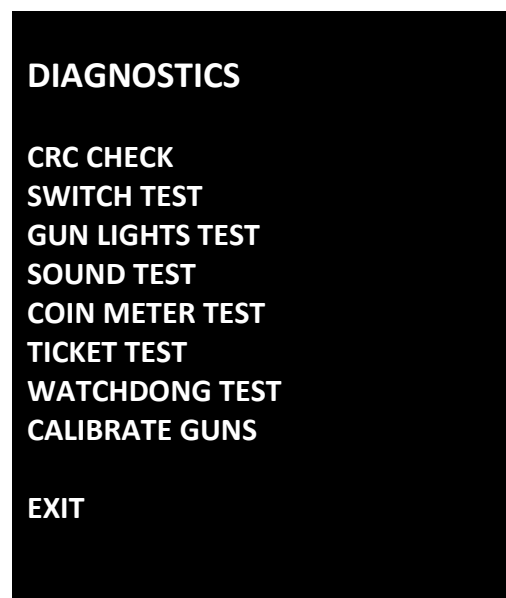 DIAGNOSTICS
CRC CHECK
SWITCH TEST
GUN LIGHTS TEST
SOUND TEST
COIN METER TEST
TICKET TEST
WATCHDONG TEST
CALIBRATE GUNS
EXIT